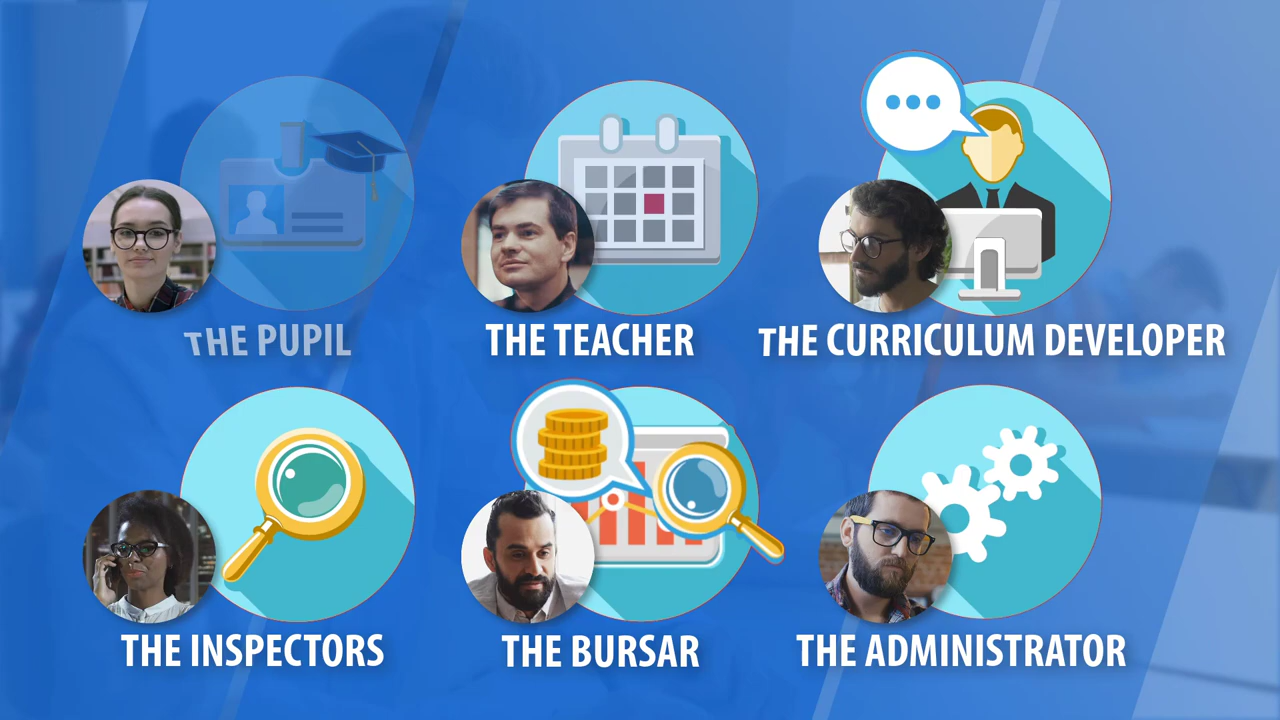 THE PUPIL
THE TEACHER
THE CURRICULUM DEVELOPER
THE INSPECTORS
THE BURSAR
THE ADMINISTRATOR